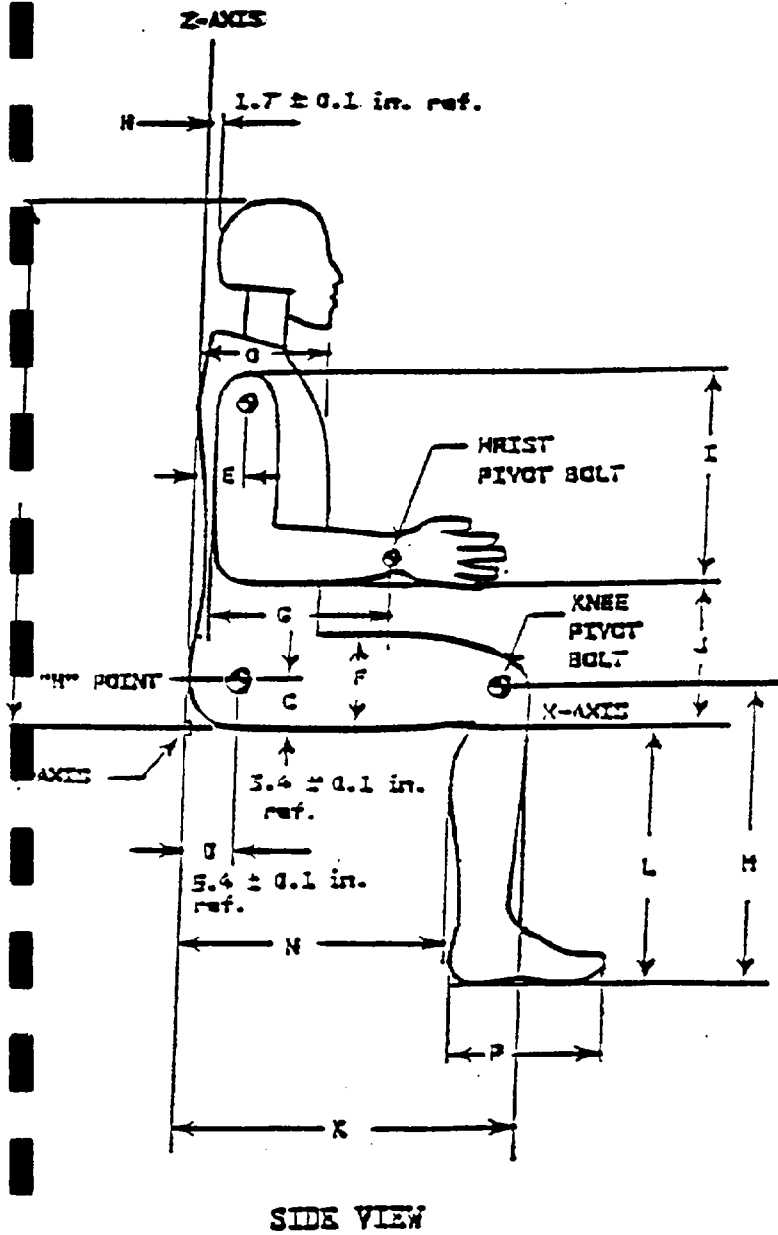 Z-AXIS
1.7 ± 0.1 in. ref.
H
O
I
WRIST
PIVOT BOLT
E
G
KNEE
PIVOT
BOLT
J
"H" POINT
F
C
X-AXIS
AXIS
3.4 ± 0.1 in.
ref.
D
5.4 ± 0.1 in.
ref.
L
M
N
P
K
SIDE VIEW